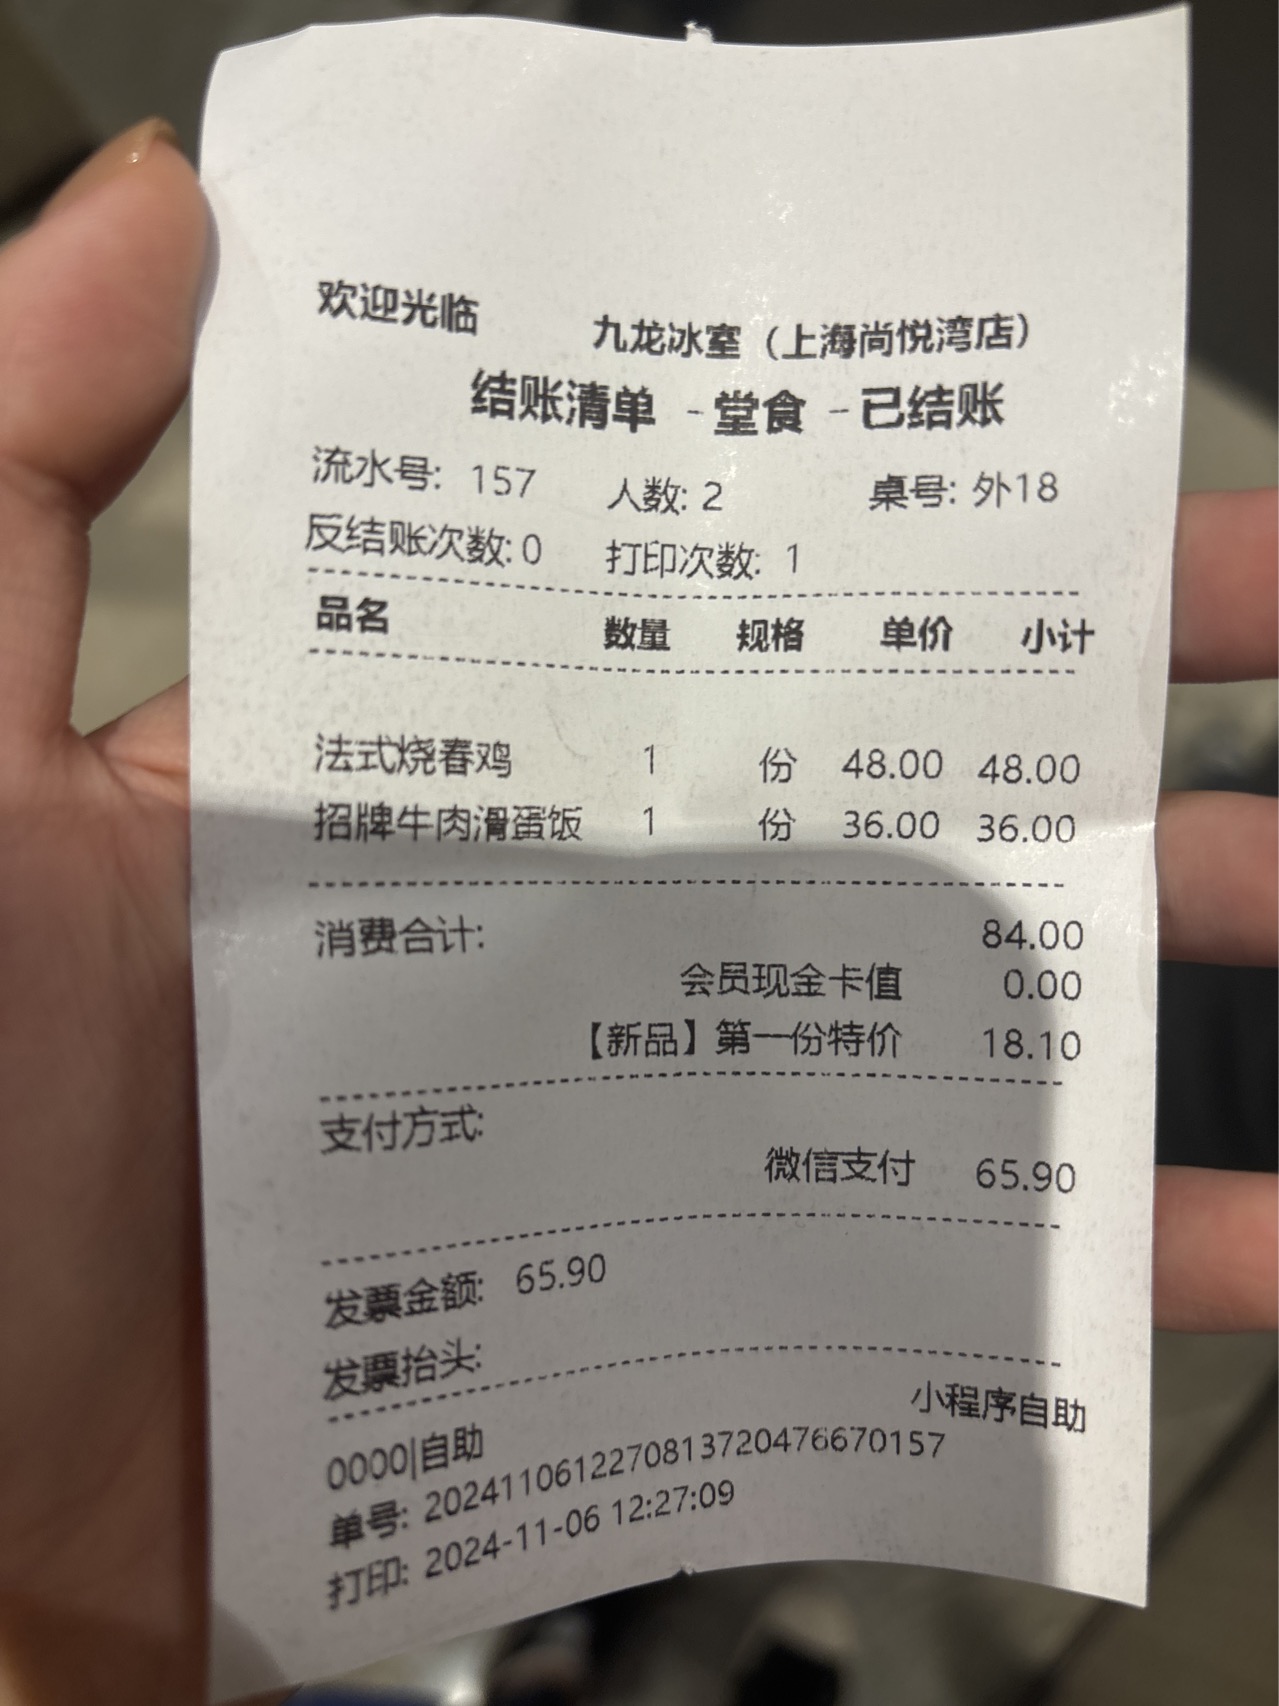 欢迎光临
九龙冰室（上海尚悦湾店）
结账清单 - 堂食 - 已结账
流水号: 157 人数: 2 桌号: 外18
反结账次数: 0 打印次数: 1
品名 数量 规格 单价 小计
法式烧春鸡 1 份 48.00 48.00
招牌牛肉滑蛋饭 1 份 36.00 36.00
消费合计: 84.00
会员现金卡值 0.00
【新品】第一份特价 18.10
支付方式:
微信支付 65.90
发票金额: 65.90
发票抬头:
小程序自助
0000|自助
单号: 2024110612270813720476670157
打印: 2024-11-06 12:27:09